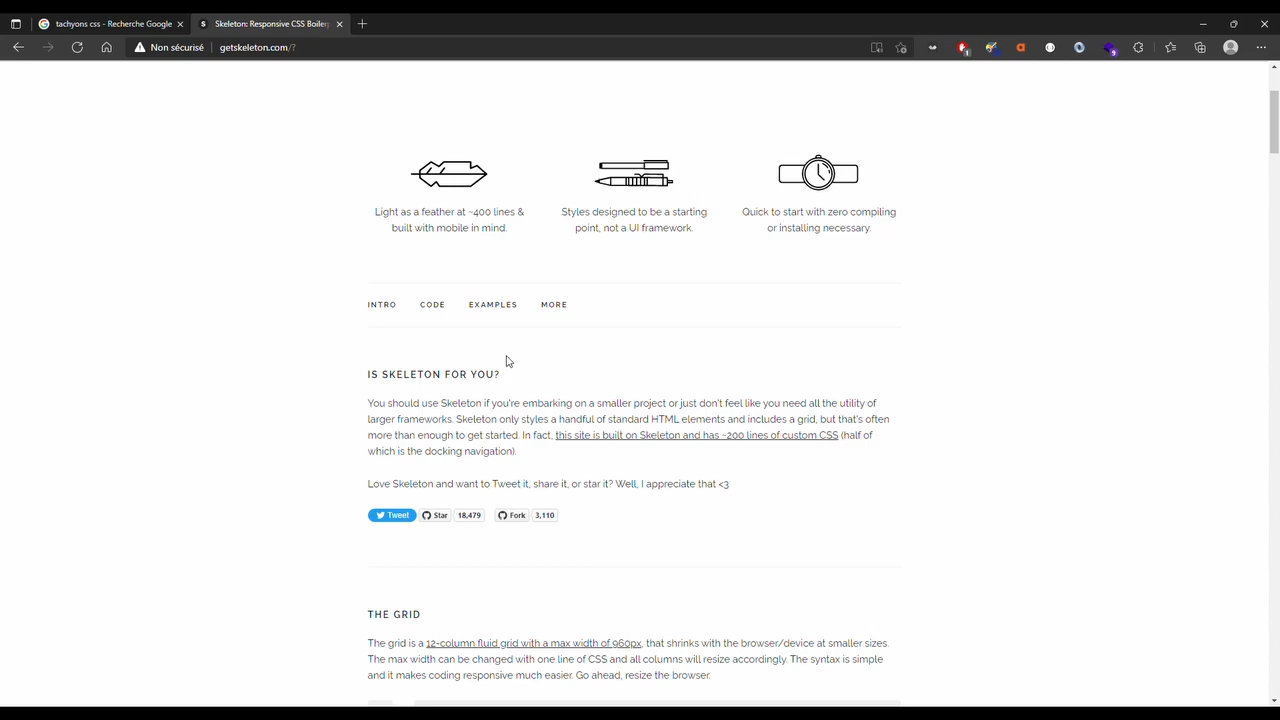 tachyons css - Recherche Google
Skeleton: Responsive CSS Boilerp
Non sécurisé
getskeleton.com/?
1
9
Light as a feather at ~400 lines &
built with mobile in mind.
Styles designed to be a starting
point, not a UI framework.
Quick to start with zero compiling
or installing necessary.
INTRO CODE EXAMPLES MORE
IS SKELETON FOR YOU?
You should use Skeleton if you're embarking on a smaller project or just don't feel like you need all the utility of
larger frameworks. Skeleton only styles a handful of standard HTML elements and includes a grid, but that's often
more than enough to get started. In fact, this site is built on Skeleton and has ~200 lines of custom CSS (half of
which is the docking navigation).
Love Skeleton and want to Tweet it, share it, or star it? Well, I appreciate that <3
Tweet Star 18,479 Fork 3,110
THE GRID
The grid is a 12-column fluid grid with a max width of 960px, that shrinks with the browser/device at smaller sizes.
The max width can be changed with one line of CSS and all columns will resize accordingly. The syntax is simple
and it makes coding responsive much easier. Go ahead, resize the browser.